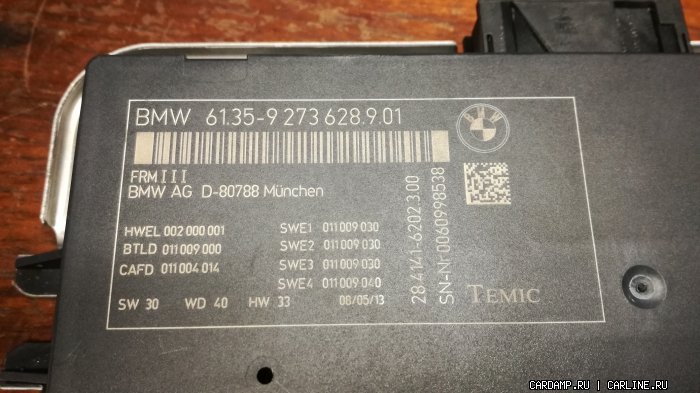 BMW 61.35-9 273 628.9.01
FRMIII
BMW AG D-80788 München
HWEL 002 000 001
BTLD 011 009 000
CAFD 011 004 014
SWE1 011 009 030
SWE2 011 009 030
SWE3 011 009 030
SWE4 011 009 040
SW 30 WD 40 HW 33 08/05/13
28 4141-6202.3 00
SN-Nr 0060998538
TEMIC
BMW
CARDAMP.RU | CARLINE.RU